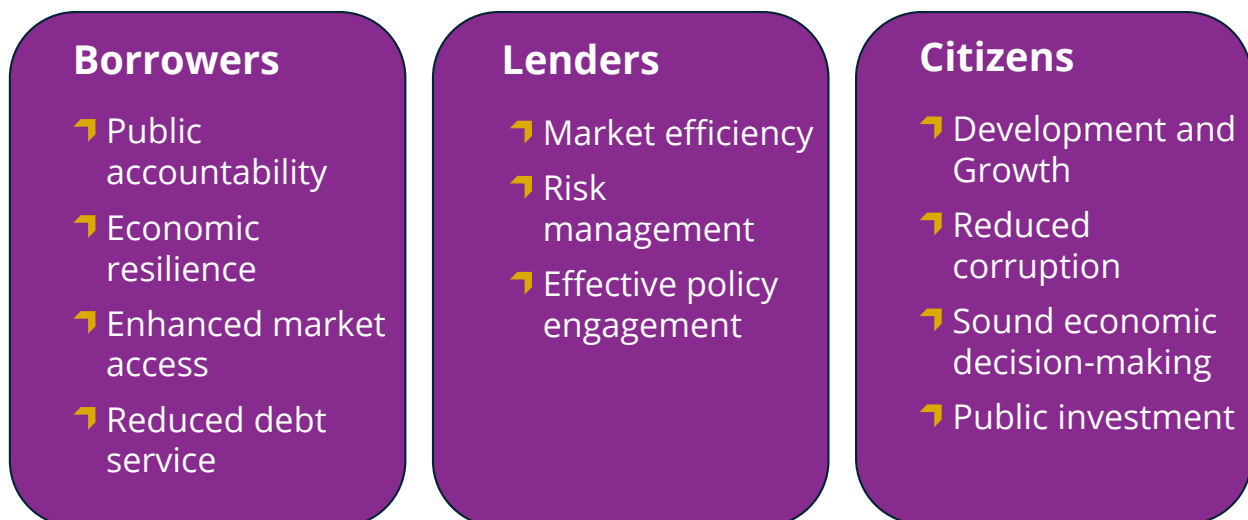 Borrowers
Public
accountability
Economic
resilience
Enhanced market
access
Reduced debt
service
Lenders
Market efficiency
Risk
management
Effective policy
engagement
Citizens
Development and
Growth
Reduced
corruption
Sound economic
decision-making
Public investment